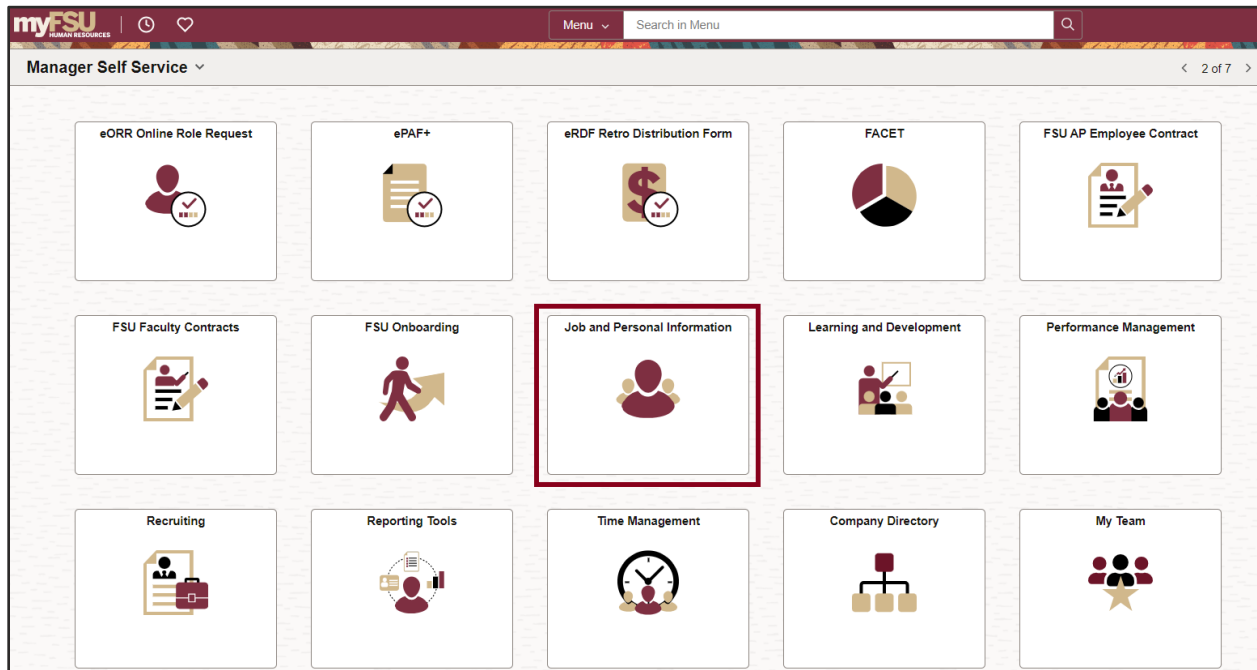 myFSU
HUMAN RESOURCES
Menu
Search in Menu
Manager Self Service
2 of 7
eORR Online Role Request
ePAF+
eRDF Retro Distribution Form
FACET
FSU AP Employee Contract
FSU Faculty Contracts
FSU Onboarding
Job and Personal Information
Learning and Development
Performance Management
Recruiting
Reporting Tools
Time Management
Company Directory
My Team